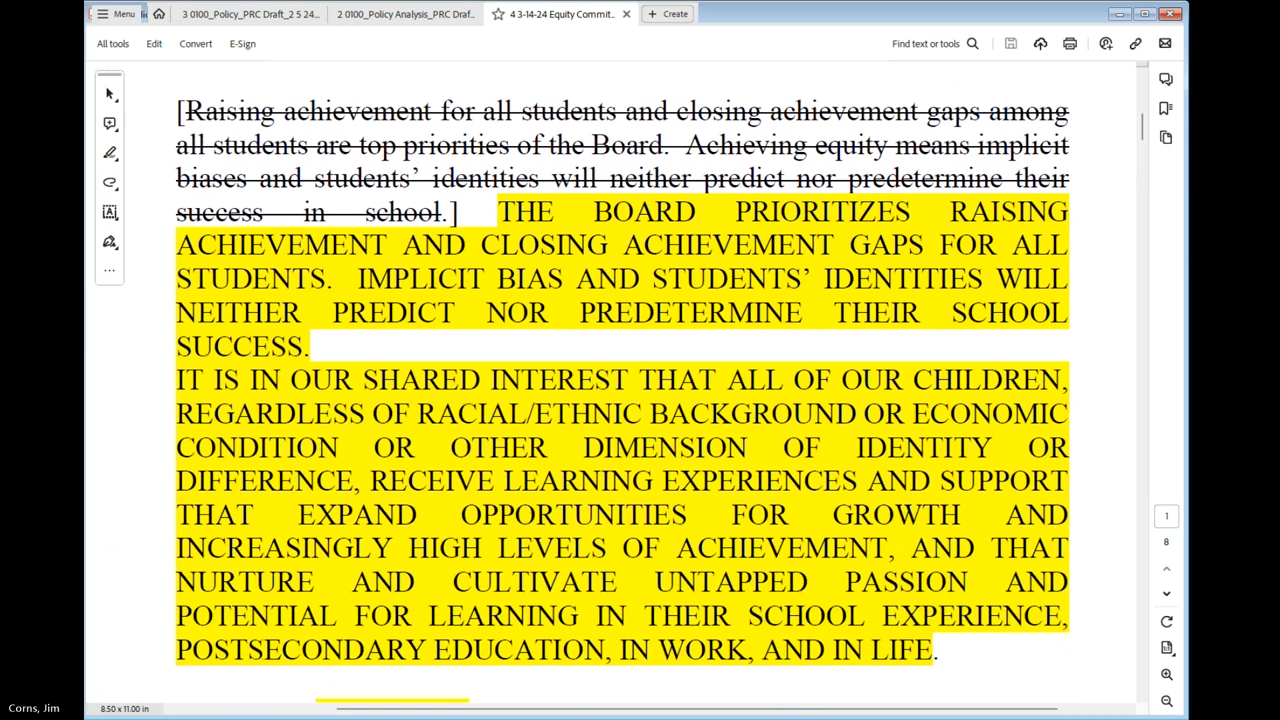 Menu
3 0100_Policy_PRC Draft_2 5 24...
2 0100_Policy Analysis_PRC Draf...
4 3-14-24 Equity Commit...
Create
All tools Edit Convert E-Sign
Find text or tools
[Raising achievement for all students and closing achievement gaps among
all students are top priorities of the Board. Achieving equity means implicit
biases and students’ identities will neither predict nor predetermine their
success in school.] THE BOARD PRIORITIZES RAISING
ACHIEVEMENT AND CLOSING ACHIEVEMENT GAPS FOR ALL
STUDENTS. IMPLICIT BIAS AND STUDENTS’ IDENTITIES WILL
NEITHER PREDICT NOR PREDETERMINE THEIR SCHOOL
SUCCESS.
IT IS IN OUR SHARED INTEREST THAT ALL OF OUR CHILDREN,
REGARDLESS OF RACIAL/ETHNIC BACKGROUND OR ECONOMIC
CONDITION OR OTHER DIMENSION OF IDENTITY OR
DIFFERENCE, RECEIVE LEARNING EXPERIENCES AND SUPPORT
THAT EXPAND OPPORTUNITIES FOR GROWTH AND
INCREASINGLY HIGH LEVELS OF ACHIEVEMENT, AND THAT
NURTURE AND CULTIVATE UNTAPPED PASSION AND
POTENTIAL FOR LEARNING IN THEIR SCHOOL EXPERIENCE,
POSTSECONDARY EDUCATION, IN WORK, AND IN LIFE.
1
8
8.50 x 11.00 in
Corns, Jim